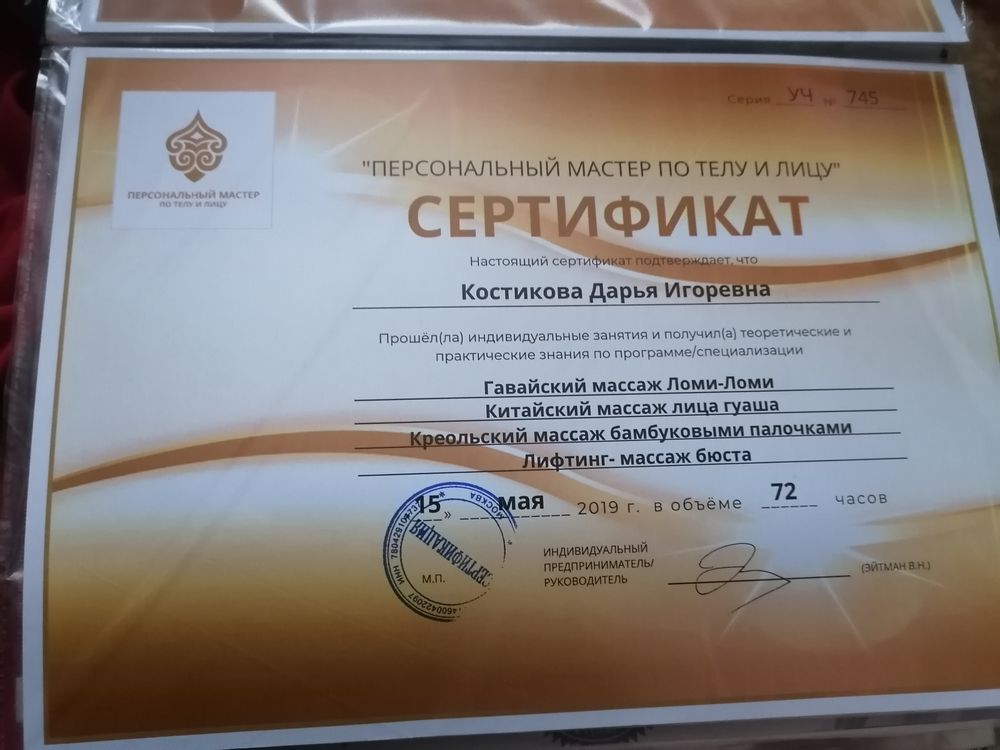 Серия УЧ № 745
ПЕРСОНАЛЬНЫЙ МАСТЕР
ПО ТЕЛУ И ЛИЦУ
"ПЕРСОНАЛЬНЫЙ МАСТЕР ПО ТЕЛУ И ЛИЦУ"
СЕРТИФИКАТ
Настоящий сертификат подтверждает, что
Костикова Дарья Игоревна
Прошёл(ла) индивидуальные занятия и получил(а) теоретические и
практические знания по программе/специализации
Гавайский массаж Ломи-Ломи
Китайский массаж лица гуаша
Креольский массаж бамбуковыми палочками
Лифтинг- массаж бюста
15 » мая 2019 г. в объёме 72 часов
МОСКВА
СЕРТИФИКАЦИЯ
ИНН
М.П.
ИНДИВИДУАЛЬНЫЙ
ПРЕДПРИНИМАТЕЛЬ/
РУКОВОДИТЕЛЬ
(ЭЙТМАН В.Н.)